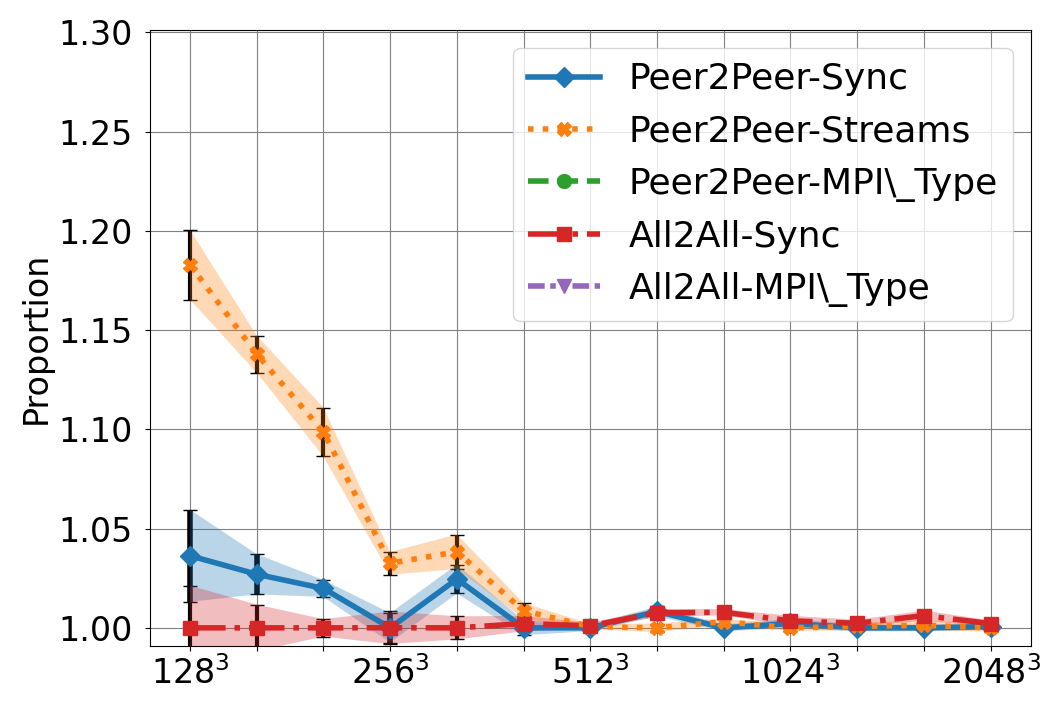 1.30
1.25
1.20
1.15
1.10
1.05
1.00
Proportion
Peer2Peer-Sync
Peer2Peer-Streams
Peer2Peer-MPI\_Type
All2All-Sync
All2All-MPI\_Type
128³ 256³ 512³ 1024³ 2048³